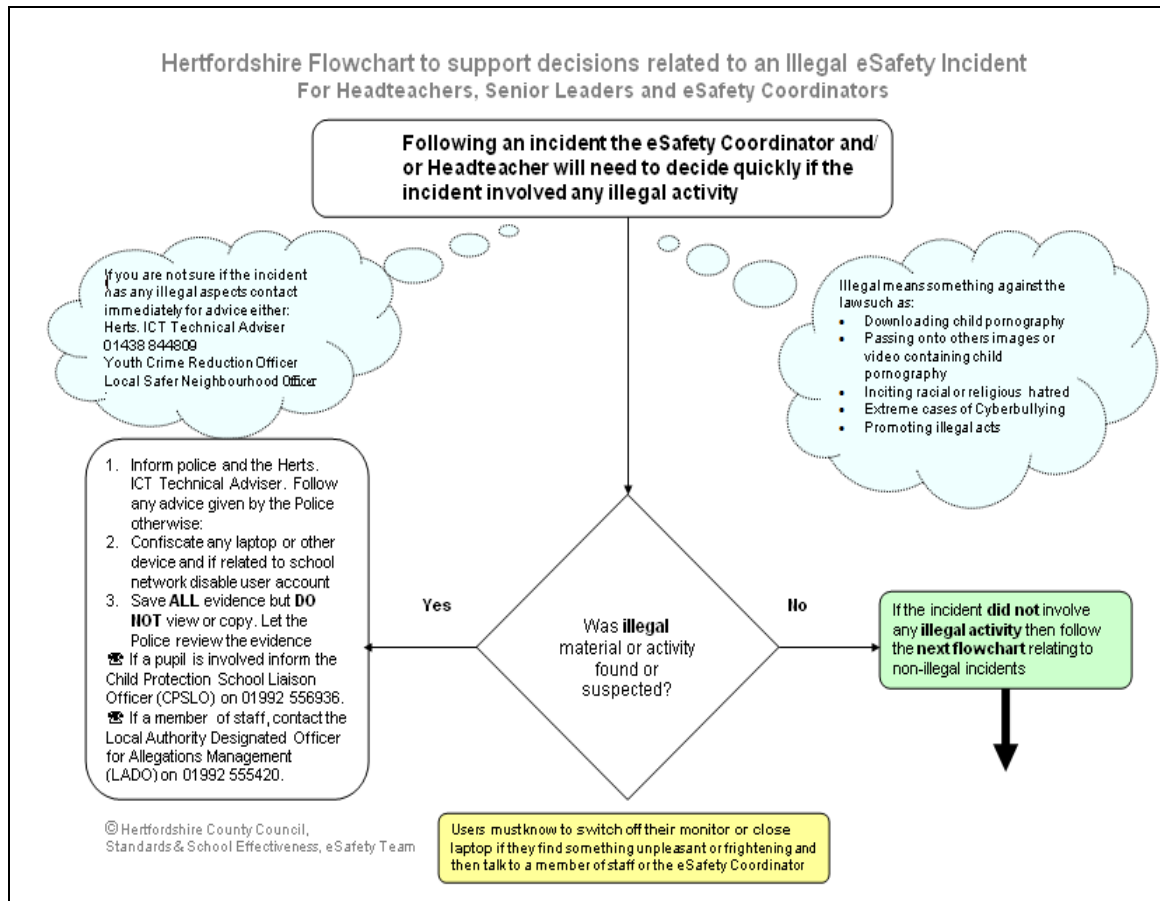 Hertfordshire Flowchart to support decisions related to an Illegal eSafety Incident
For Headteachers, Senior Leaders and eSafety Coordinators
Following an incident the eSafety Coordinator and/
or Headteacher will need to decide quickly if the
incident involved any illegal activity
If you are not sure if the incident
has any illegal aspects contact
immediately for advice either:
Herts. ICT Technical Adviser
01438 844809
Youth Crime Reduction Officer
Local Safer Neighbourhood Officer
Illegal means something against the
law such as:
• Downloading child pornography
• Passing onto others images or
video containing child
pornography
• Inciting racial or religious hatred
• Extreme cases of Cyberbullying
• Promoting illegal acts
1. Inform police and the Herts.
ICT Technical Adviser. Follow
any advice given by the Police
otherwise:
2. Confiscate any laptop or other
device and if related to school
network disable user account
3. Save ALL evidence but DO
NOT view or copy. Let the
Police review the evidence
☎ If a pupil is involved inform the
Child Protection School Liaison
Officer (CPSLO) on 01992 556936.
☎ If a member of staff, contact the
Local Authority Designated Officer
for Allegations Management
(LADO) on 01992 555420.
Yes
Was illegal
material or activity
found or
suspected?
No
If the incident did not involve
any illegal activity then follow
the next flowchart relating to
non-illegal incidents
© Hertfordshire County Council,
Standards & School Effectiveness, eSafety Team
Users must know to switch off their monitor or close
laptop if they find something unpleasant or frightening and
then talk to a member of staff or the eSafety Coordinator